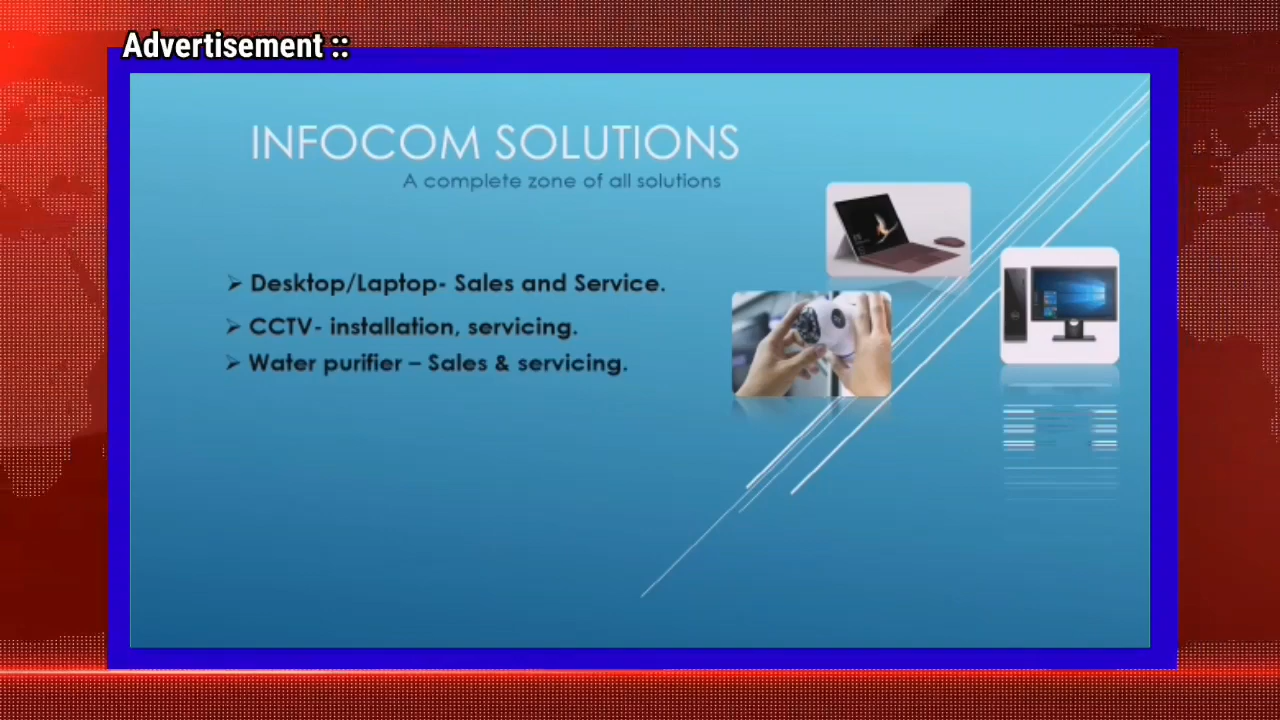 Advertisement ::
INFOCOM SOLUTIONS
A complete zone of all solutions
➢ Desktop/Laptop- Sales and Service.
➢ CCTV- installation, servicing.
➢ Water purifier – Sales & servicing.